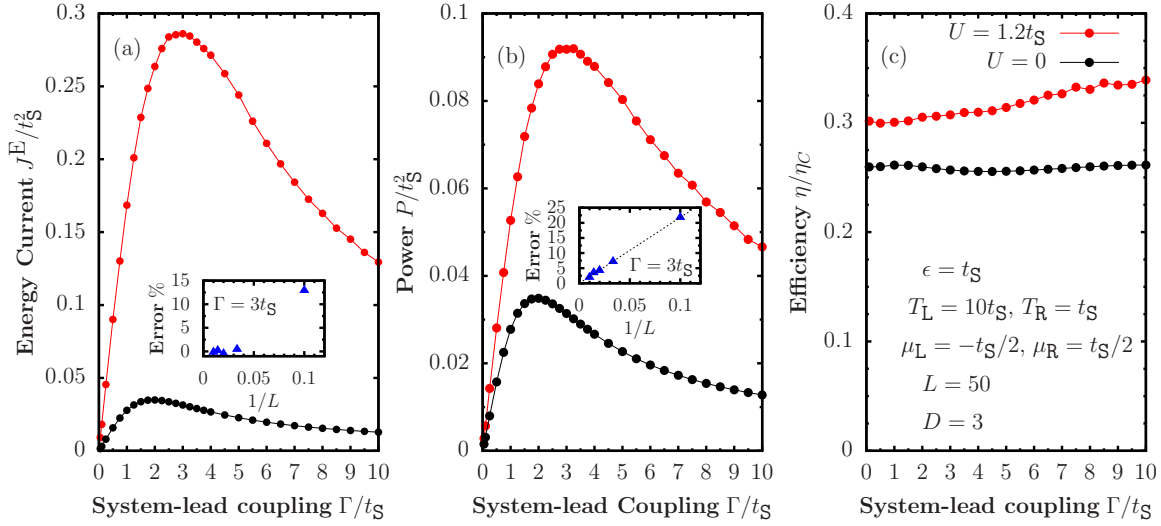 0.3
0.25
0.2
0.15
0.1
0.05
0
0 1 2 3 4 5 6 7 8 9 10
Energy Current J^E/t_S^2
System-lead coupling Γ/t_S
(a)
15
10
5
0
0 0.05 0.1
Error %
1/L
Γ = 3t_S
0.1
0.08
0.06
0.04
0.02
0
0 1 2 3 4 5 6 7 8 9 10
Power P/t_S^2
System-lead Coupling Γ/t_S
(b)
25
20
15
10
5
0
0 0.05 0.1
Error %
1/L
Γ = 3t_S
0.4
0.3
0.2
0.1
0
0 1 2 3 4 5 6 7 8 9 10
Efficiency η/η_C
System-lead coupling Γ/t_S
(c)
U = 1.2t_S
U = 0
ϵ = t_S
T_L = 10t_S, T_R = t_S
μ_L = −t_S/2, μ_R = t_S/2
L = 50
D = 3